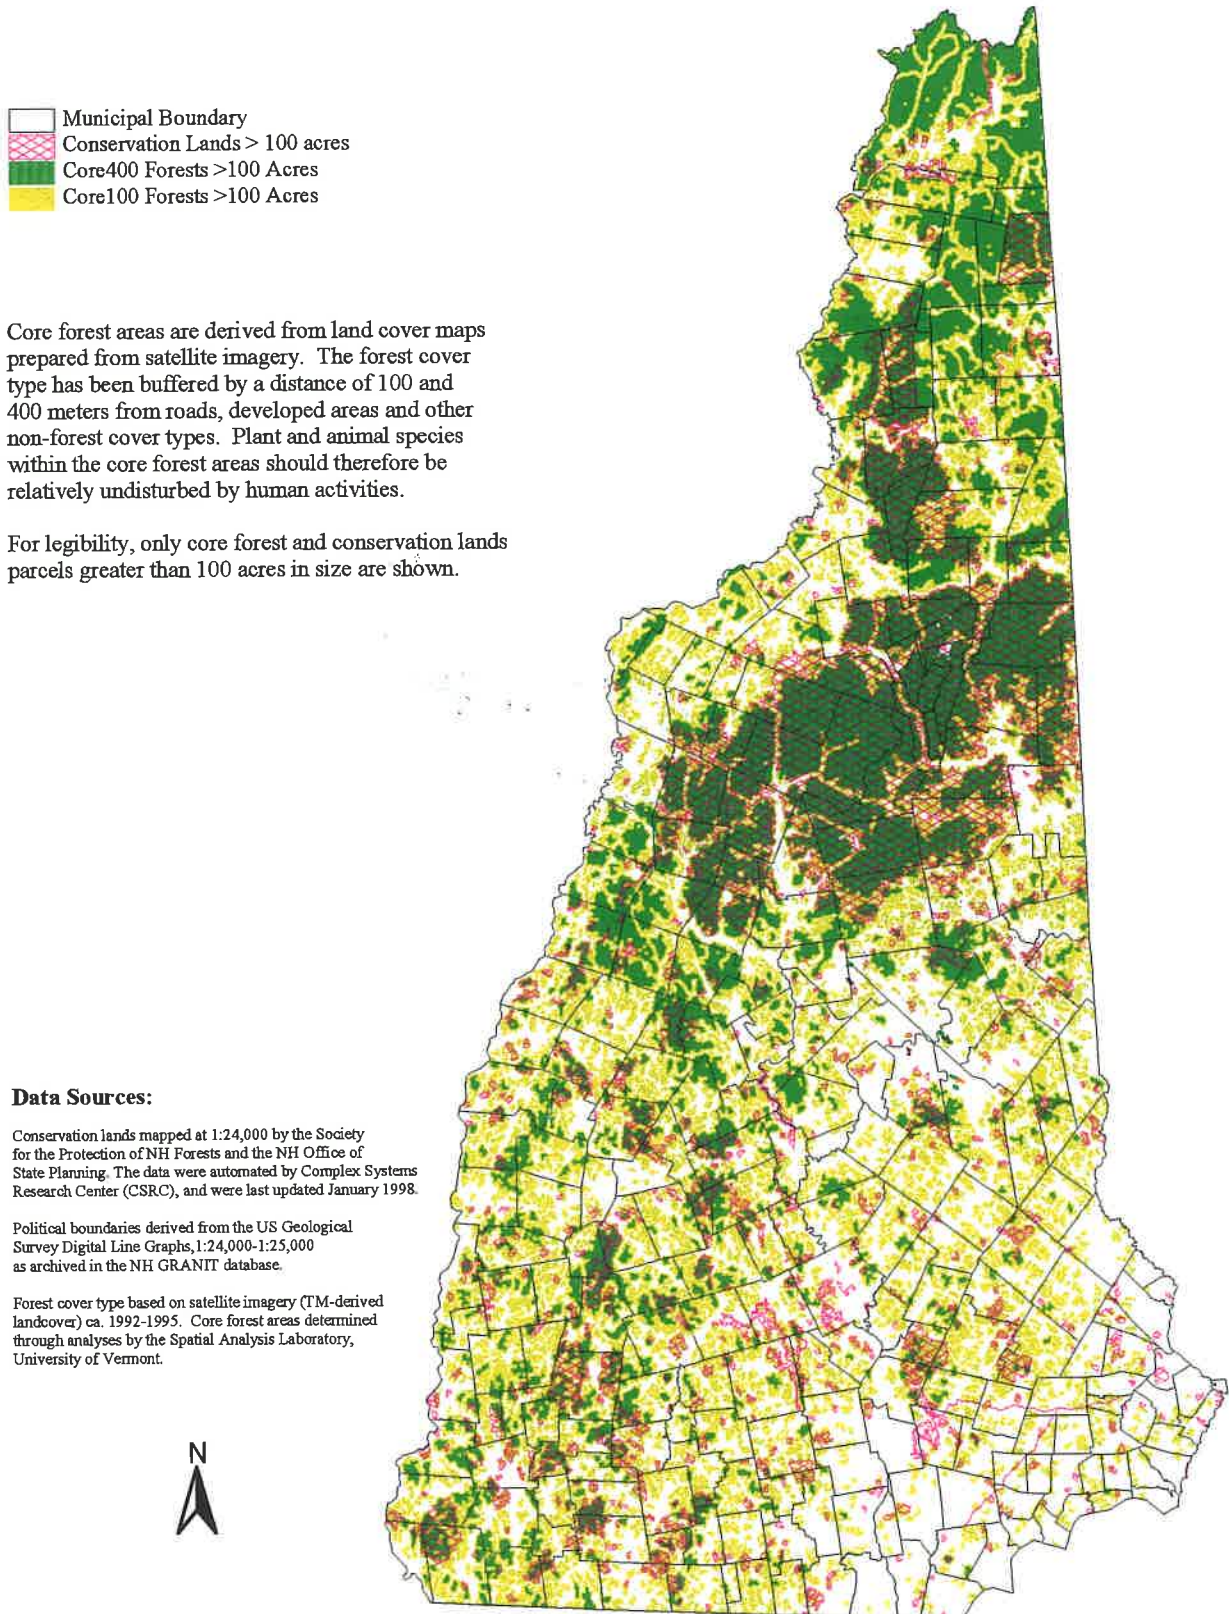 Municipal Boundary
Conservation Lands > 100 acres
Core400 Forests >100 Acres
Core100 Forests >100 Acres
Core forest areas are derived from land cover maps
prepared from satellite imagery. The forest cover
type has been buffered by a distance of 100 and
400 meters from roads, developed areas and other
non-forest cover types. Plant and animal species
within the core forest areas should therefore be
relatively undisturbed by human activities.
For legibility, only core forest and conservation lands
parcels greater than 100 acres in size are shown.
Data Sources:
Conservation lands mapped at 1:24,000 by the Society
for the Protection of NH Forests and the NH Office of
State Planning. The data were automated by Complex Systems
Research Center (CSRC), and were last updated January 1998.
Political boundaries derived from the US Geological
Survey Digital Line Graphs, 1:24,000-1:25,000
as archived in the NH GRANIT database.
Forest cover type based on satellite imagery (TM-derived
landcover) ca. 1992-1995. Core forest areas determined
through analyses by the Spatial Analysis Laboratory,
University of Vermont.
N